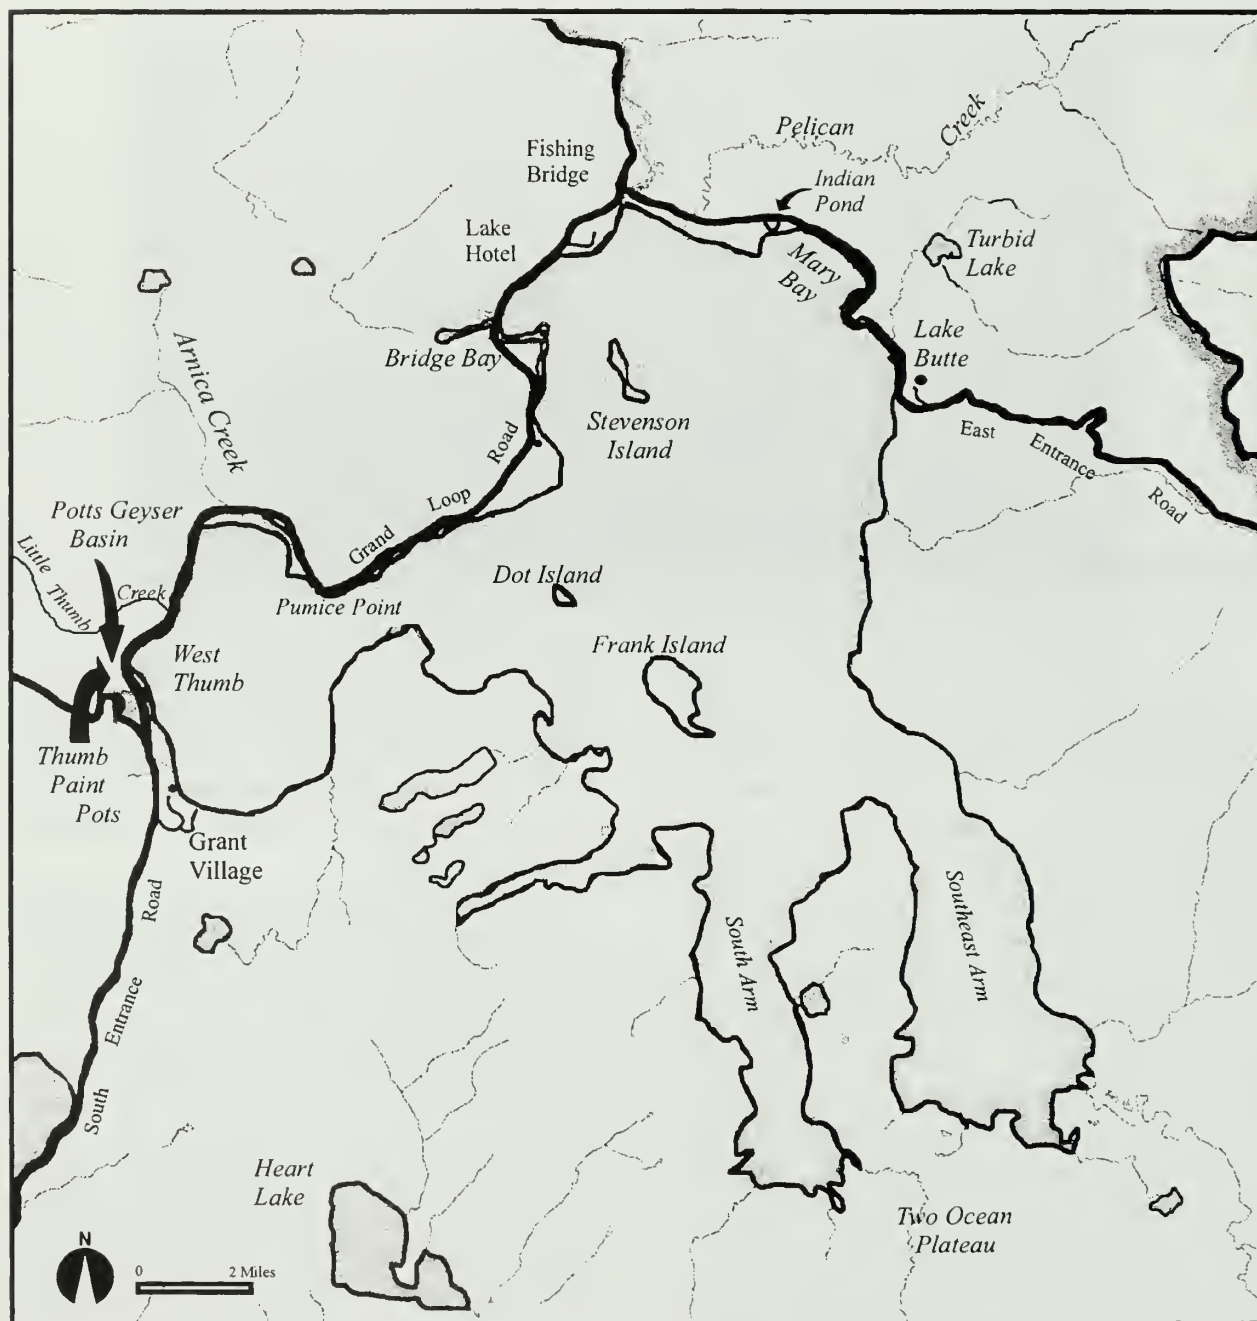 Pelican
Creek
Fishing
Bridge
Indian
Pond
Lake
Hotel
Turbid
Lake
Mary
Bay
Arnica Creek
Bridge Bay
Lake
Butte
Stevenson
Island
East Entrance Road
Grand Loop Road
Potts Geyser
Basin
Little Thumb Creek
Dot Island
Pumice Point
Frank Island
West
Thumb
Thumb
Paint
Pots
Grant
Village
South Entrance Road
South Arm
Southeast Arm
Heart
Lake
Two Ocean
Plateau
N
0 2 Miles